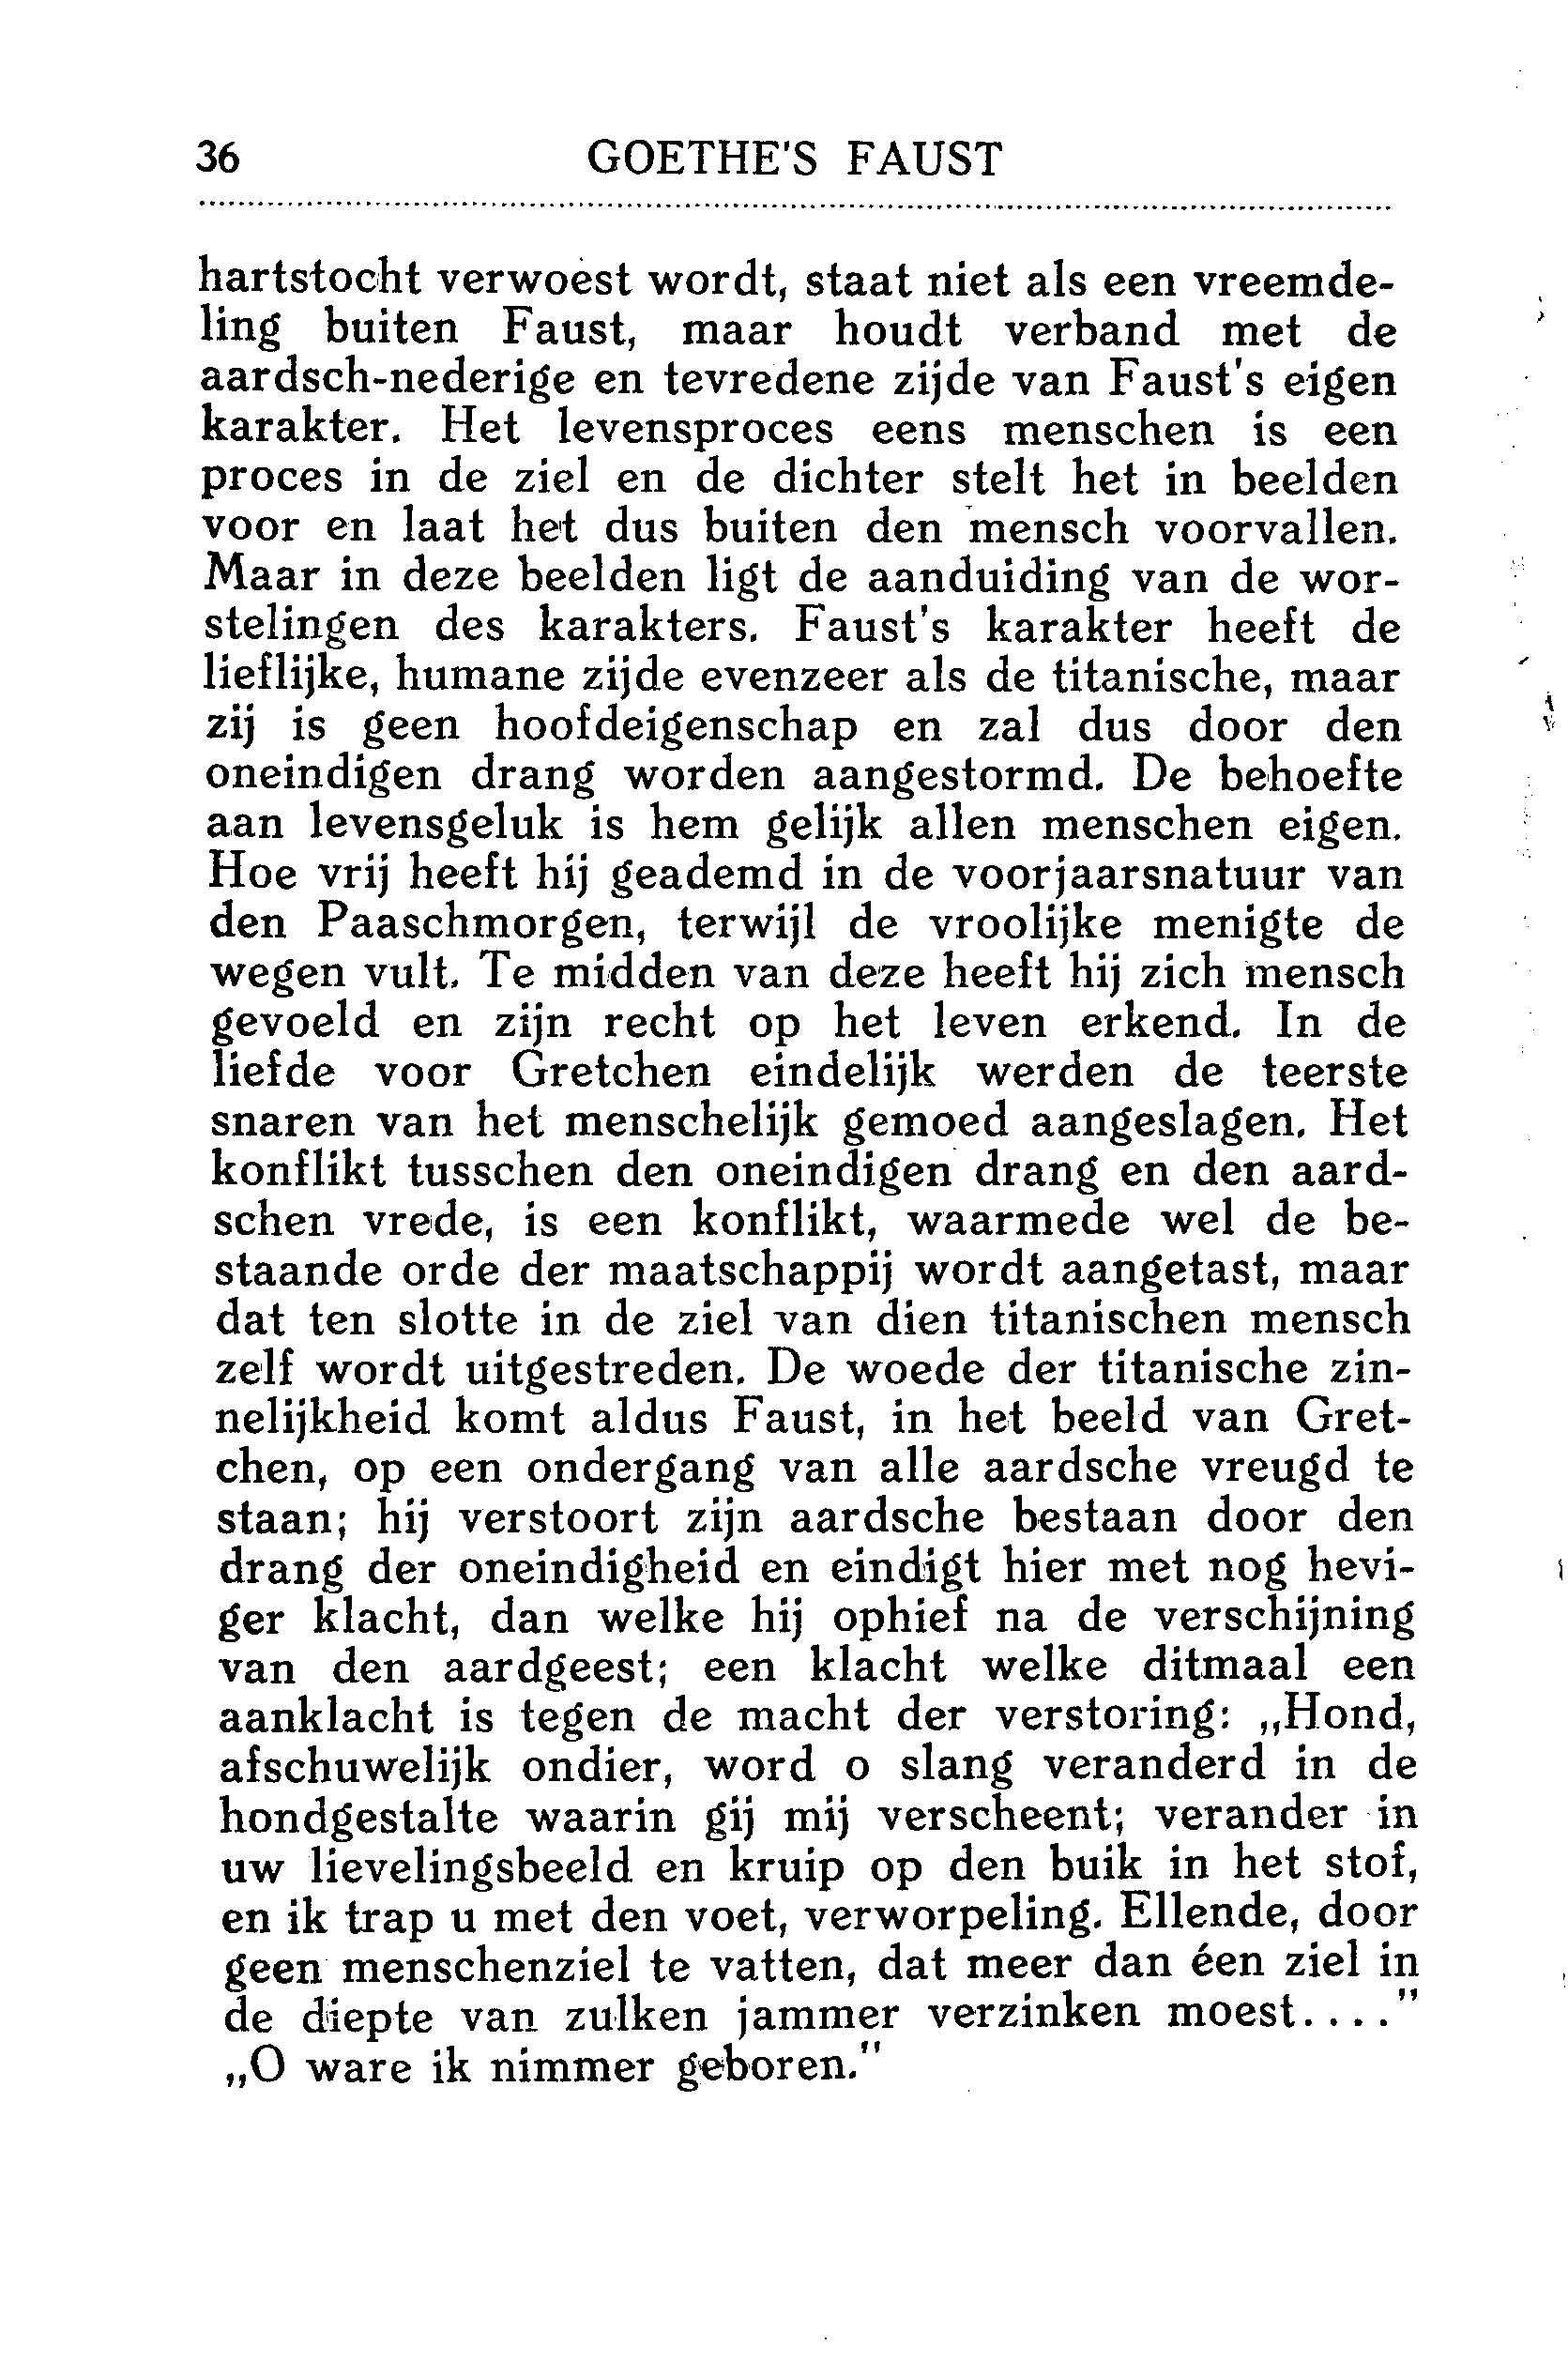 36 GOETHE'S FAUST
hartstocht verwoest wordt, staat niet als een vreemde-
ling buiten Faust, maar houdt verband met de
aardsch-nederige en tevredene zijde van Faust's eigen
karakter. Het levensproces eens menschen is een
proces in de ziel en de dichter stelt het in beelden
voor en laat het dus buiten den mensch voorvallen.
Maar in deze beelden ligt de aanduiding van de wor-
stelingen des karakters. Faust's karakter heeft de
lieflijke, humane zijde evenzeer als de titanische, maar
zij is geen hoofdeigenschap en zal dus door den
oneindigen drang worden aangestormd. De behoefte
aan levensgeluk is hem gelijk allen menschen eigen.
Hoe vrij heeft hij geademd in de voorjaarsnatuur van
den Paaschmorgen, terwijl de vroolijke menigte de
wegen vult. Te midden van deze heeft hij zich mensch
gevoeld en zijn recht op het leven erkend. In de
liefde voor Gretchen eindelijk werden de teerste
snaren van het menschelijk gemoed aangeslagen. Het
konflikt tusschen den oneindigen drang en den aard-
schen vrede, is een konflikt, waarmede wel de be-
staande orde der maatschappij wordt aangetast, maar
dat ten slotte in de ziel van dien titanischen mensch
zelf wordt uitgestreden. De woede der titanische zin-
nelijkheid komt aldus Faust, in het beeld van Gret-
chen, op een ondergang van alle aardsche vreugd te
staan; hij verstoort zijn aardsche bestaan door den
drang der oneindigheid en eindigt hier met nog hevi-
ger klacht, dan welke hij ophief na de verschijning
van den aardgeest; een klacht welke ditmaal een
aanklacht is tegen de macht der verstoring: „Hond,
afschuwelijk ondier, word o slang veranderd in de
hondgestalte waarin gij mij verscheent; verander in
uw lievelingsbeeld en kruip op den buik in het stof,
en ik trap u met den voet, verworpeling. Ellende, door
geen menschenziel te vatten, dat meer dan éen ziel in
de diepte van zulken jammer verzinken moest...."
„O ware ik nimmer geboren."